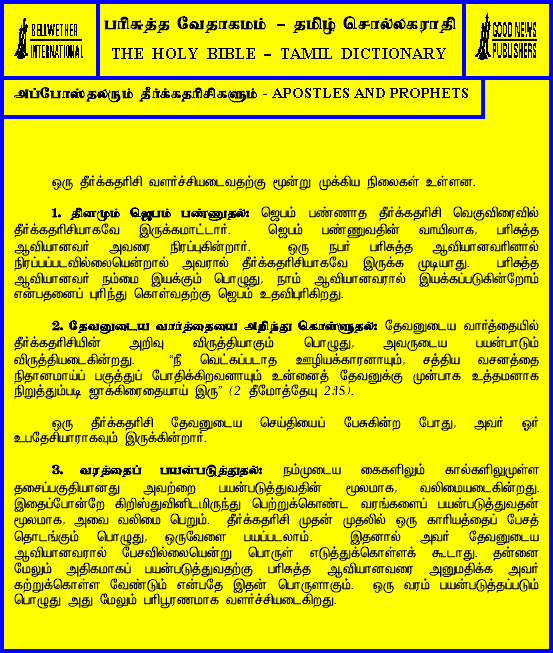 BELLWETHER
INTERNATIONAL
பரிசுத்த வேதாகமம் – தமிழ் சொல்லகராதி
THE HOLY BIBLE – TAMIL DICTIONARY
GOOD NEWS
PUBLISHERS
அப்போஸ்தலரும் தீர்க்கதரிசிகளும் - APOSTLES AND PROPHETS
ஒரு தீர்க்கதரிசி வளர்ச்சியடைவதற்கு மூன்று முக்கிய நிலைகள் உள்ளன.
1. தினமும் ஜெபம் பண்ணுதல்: ஜெபம் பண்ணாத தீர்க்கதரிசி வெகுவிரைவில்
தீர்க்கதரிசியாகவே இருக்கமாட்டார். ஜெபம் பண்ணுவதின் வாயிலாக, பரிசுத்த
ஆவியானவர் அவரை நிரப்புகின்றார். ஒரு நபர் பரிசுத்த ஆவியானவரினால்
நிரப்பப்படவில்லையென்றால் அவரால் தீர்க்கதரிசியாகவே இருக்க முடியாது. பரிசுத்த
ஆவியானவர் நம்மை இயக்கும் பொழுது, நாம் ஆவியானவரால் இயக்கப்படுகின்றோம்
என்பதனைப் புரிந்து கொள்வதற்கு ஜெபம் உதவிபுரிகிறது.
2. தேவனுடைய வார்த்தையை அறிந்து கொள்ளுதல்: தேவனுடைய வார்த்தையில்
தீர்க்கதரிசியின் அறிவு விருத்தியாகும் பொழுது, அவருடைய பயன்பாடும்
விருத்தியடைகின்றது. “நீ வெட்கப்படாத ஊழியக்காரனாயும், சத்திய வசனத்தை
நிதானமாய்ப் பகுத்துப் போதிக்கிறவனாயும் உன்னைத் தேவனுக்கு முன்பாக உத்தமனாக
நிறுத்தும்படி ஜாக்கிரதையாய் இரு” (2 தீமோத்தேயு 2:15).
ஒரு தீர்க்கதரிசி தேவனுடைய செய்தியைப் பேசுகின்ற போது, அவர் ஓர்
உபதேசியாராகவும் இருக்கின்றார்.
3. வரத்தைப் பயன்படுத்துதல்: நம்முடைய கைகளிலும் கால்களிலுமுள்ள
தசைப்பகுதியானது அவற்றை பயன்படுத்துவதின் மூலமாக, வலிமையடைகின்றது.
இதைப்போன்றே கிறிஸ்துவினிடமிருந்து பெற்றுக்கொண்ட வரங்களைப் பயன்படுத்துவதன்
மூலமாக, அவை வலிமை பெறும். தீர்க்கதரிசி முதன் முதலில் ஒரு காரியத்தைப் பேசத்
தொடங்கும் பொழுது, ஒருவேளை பயப்படலாம். இதனால் அவர் தேவனுடைய
ஆவியானவரால் பேசவில்லையென்று பொருள் எடுத்துக்கொள்ளக் கூடாது. தன்னை
மேலும் அதிகமாகப் பயன்படுத்துவதற்கு பரிசுத்த ஆவியானவரை அனுமதிக்க அவர்
கற்றுக்கொள்ள வேண்டும் என்பதே இதன் பொருளாகும். ஒரு வரம் பயன்படுத்தப்படும்
பொழுது அது மேலும் பரிபூரணமாக வளர்ச்சியடைகிறது.